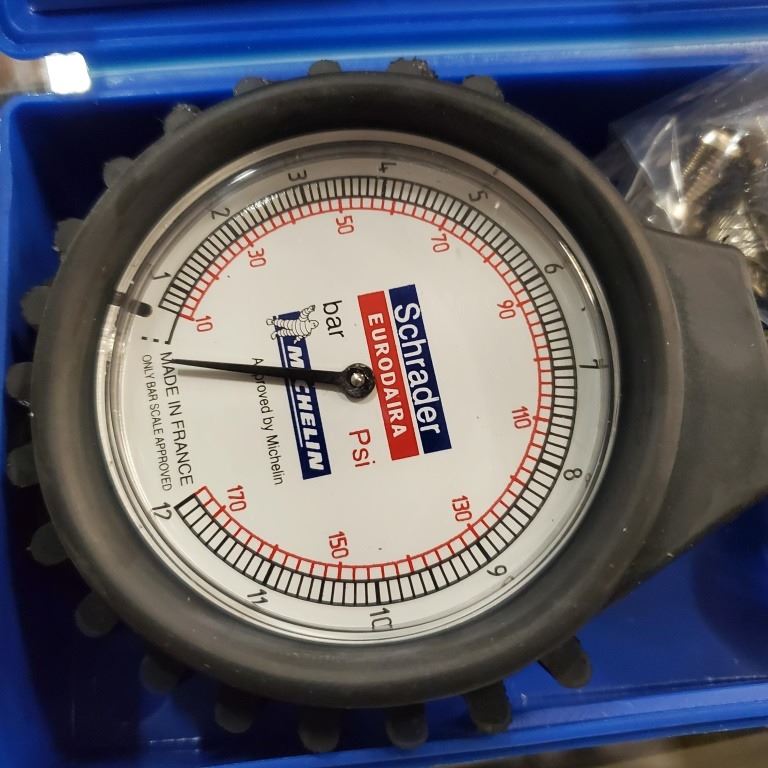 1
2
3
4
5
6
7
8
9
10
11
12
10
30
50
70
90
110
130
150
170
bar
Psi
Schrader
EURODAIRA
MICHELIN
Approved by Michelin
MADE IN FRANCE
ONLY BAR SCALE APPROVED